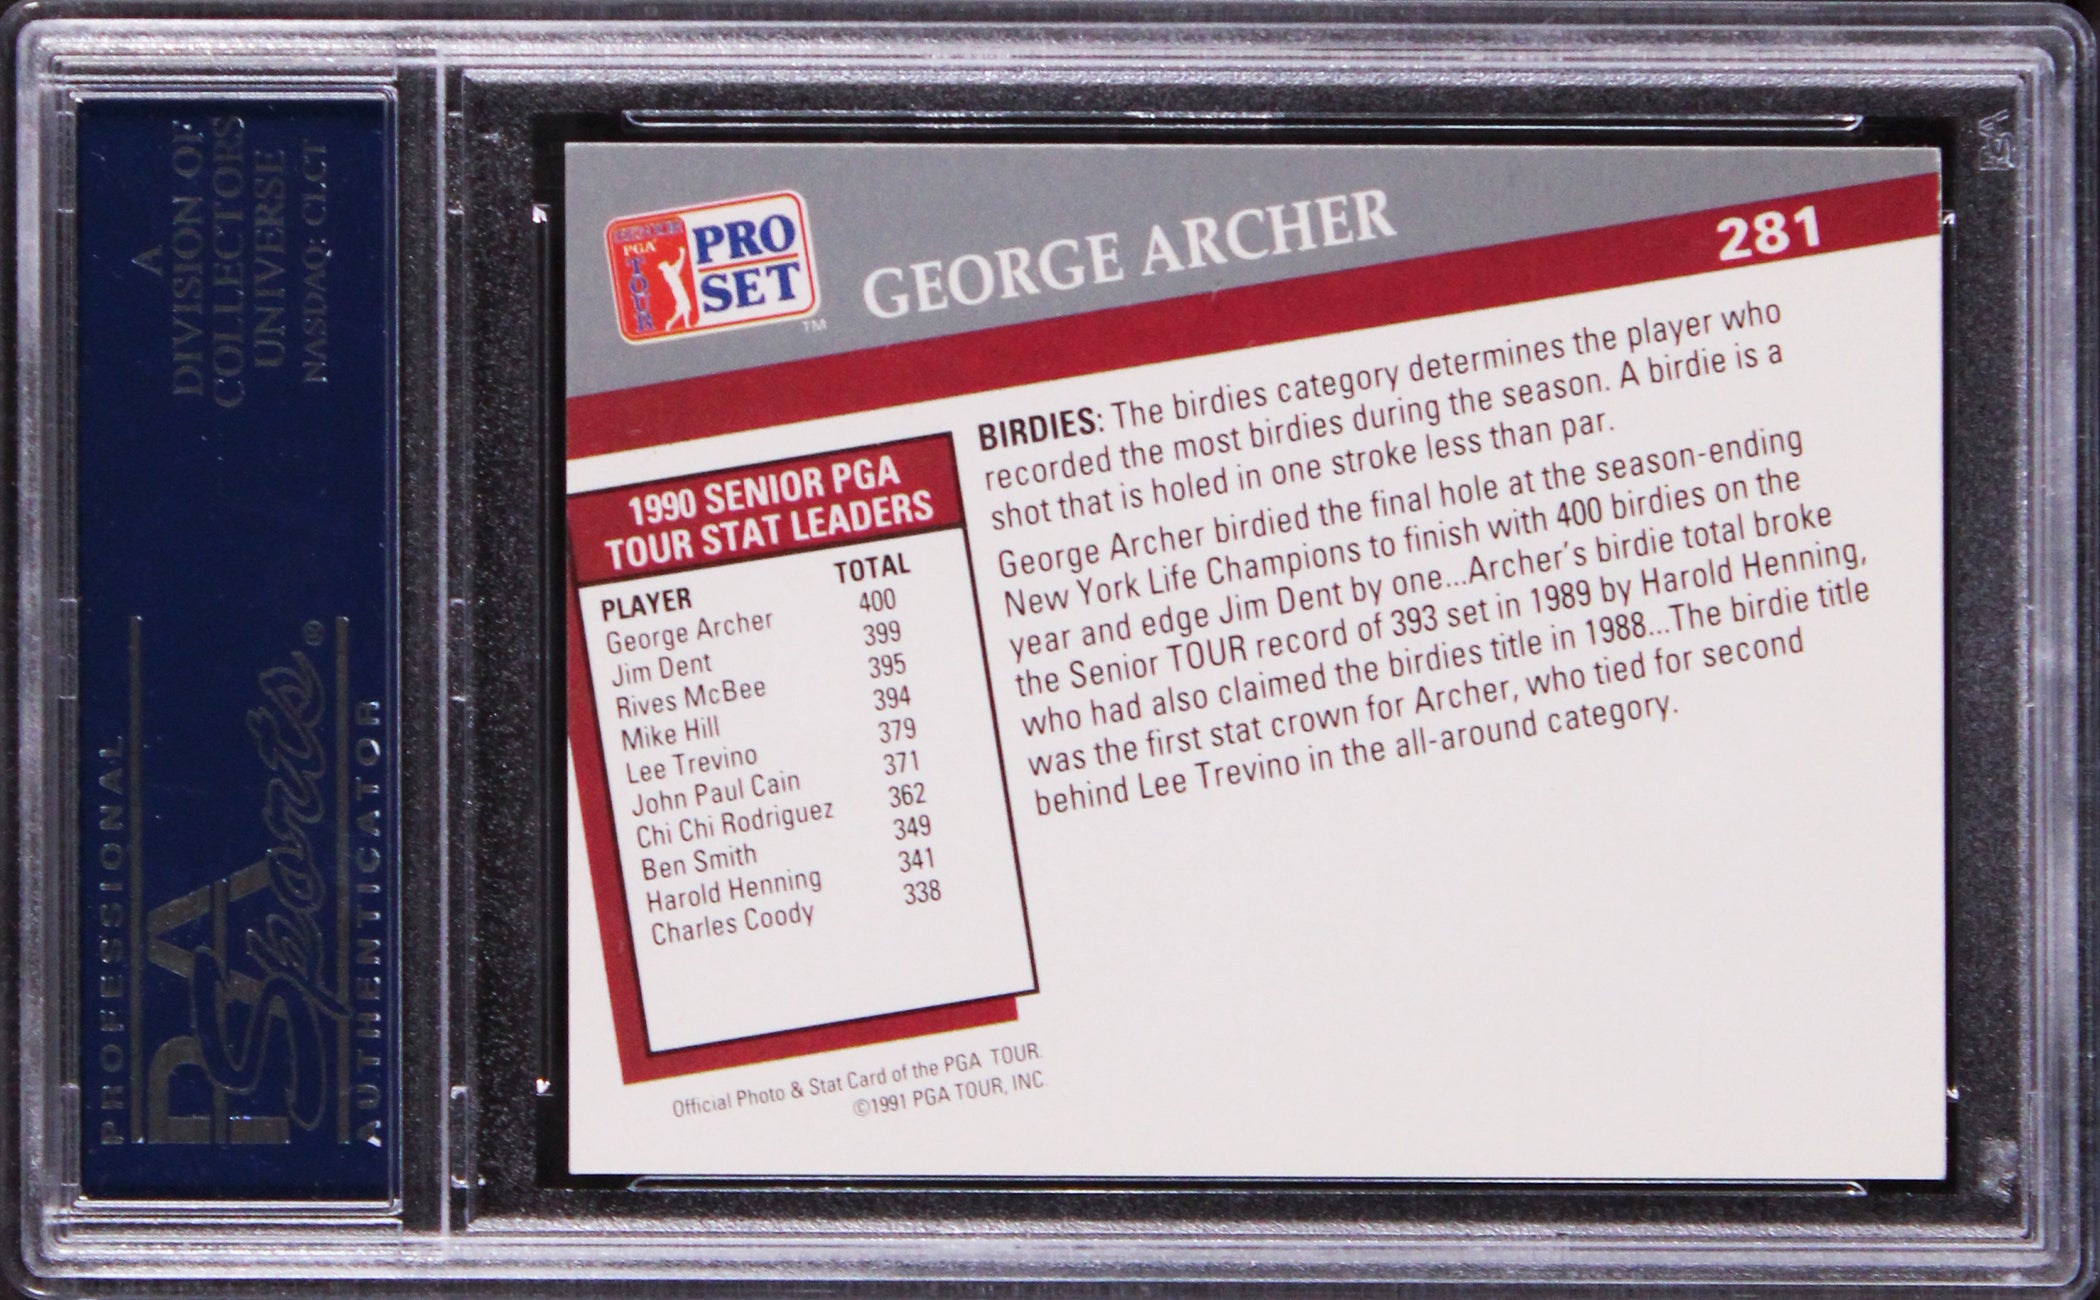 A
DIVISION OF
COLLECTORS
UNIVERSE
NASDAQ: CLCT
PROFESSIONAL
PSA
Sports®
AUTHENTICATOR
SENIOR
PGA
TOUR
PRO
SET
TM
GEORGE ARCHER
281
1990 SENIOR PGA
TOUR STAT LEADERS
PLAYER TOTAL
George Archer 400
Jim Dent 399
Rives McBee 395
Mike Hill 394
Lee Trevino 379
John Paul Cain 371
Chi Chi Rodriguez 362
Ben Smith 349
Harold Henning 341
Charles Coody 338
BIRDIES: The birdies category determines the player who
recorded the most birdies during the season. A birdie is a
shot that is holed in one stroke less than par.
George Archer birdied the final hole at the season-ending
New York Life Champions to finish with 400 birdies on the
year and edge Jim Dent by one...Archer's birdie total broke
the Senior TOUR record of 393 set in 1989 by Harold Henning,
who had also claimed the birdies title in 1988...The birdie title
was the first stat crown for Archer, who tied for second
behind Lee Trevino in the all-around category.
Official Photo & Stat Card of the PGA TOUR.
©1991 PGA TOUR, INC.
PSA